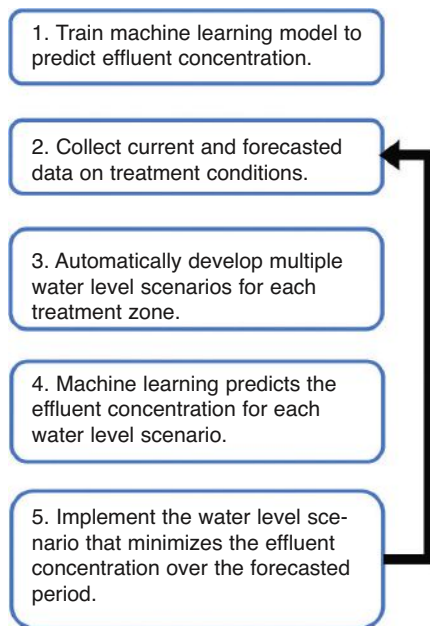 1. Train machine learning model to
predict effluent concentration.
2. Collect current and forecasted
data on treatment conditions.
3. Automatically develop multiple
water level scenarios for each
treatment zone.
4. Machine learning predicts the
effluent concentration for each
water level scenario.
5. Implement the water level sce-
nario that minimizes the effluent
concentration over the forecasted
period.